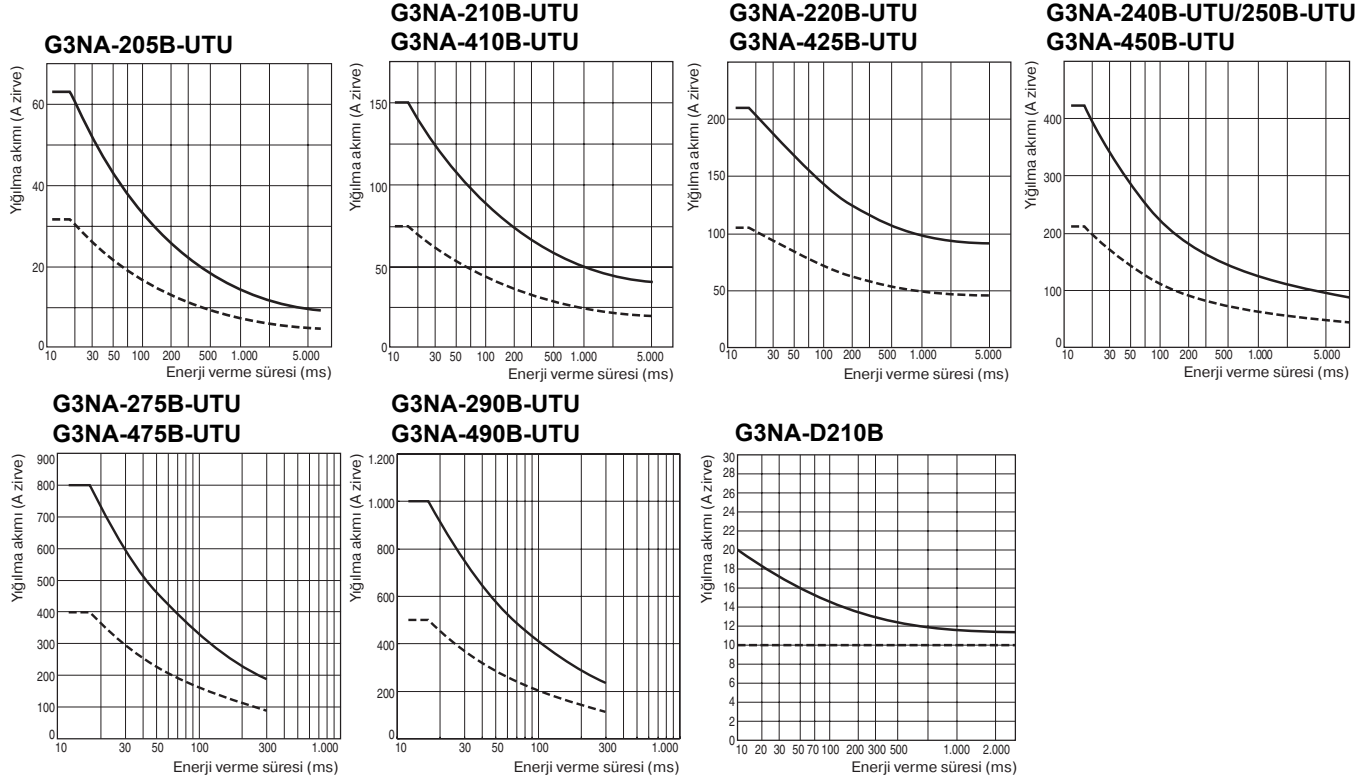 G3NA-205B-UTU
Yığılma akımı (A zirve)
60
40
20
0
10 30 50 100 200 500 1.000 5.000
Enerji verme süresi (ms)
G3NA-210B-UTU
G3NA-410B-UTU
Yığılma akımı (A zirve)
150
100
50
0
10 30 50 100 200 500 1.000 5.000
Enerji verme süresi (ms)
G3NA-220B-UTU
G3NA-425B-UTU
Yığılma akımı (A zirve)
200
150
100
50
0
10 30 50 100 200 500 1.000 5.000
Enerji verme süresi (ms)
G3NA-240B-UTU/250B-UTU
G3NA-450B-UTU
Yığılma akımı (A zirve)
400
300
200
100
0
10 30 50 100 200 500 1.000 5.000
Enerji verme süresi (ms)
G3NA-275B-UTU
G3NA-475B-UTU
Yığılma akımı (A zirve)
900
800
700
600
500
400
300
200
100
0
10 30 50 100 300 1.000
Enerji verme süresi (ms)
G3NA-290B-UTU
G3NA-490B-UTU
Yığılma akımı (A zirve)
1.200
1.000
800
600
400
200
0
10 30 50 100 300 1.000
Enerji verme süresi (ms)
G3NA-D210B
Yığılma akımı (A zirve)
30
28
26
24
22
20
18
16
14
12
10
8
6
4
2
0
10 20 30 50 70 100 200 300 500 1.000 2.000
Enerji verme süresi (ms)